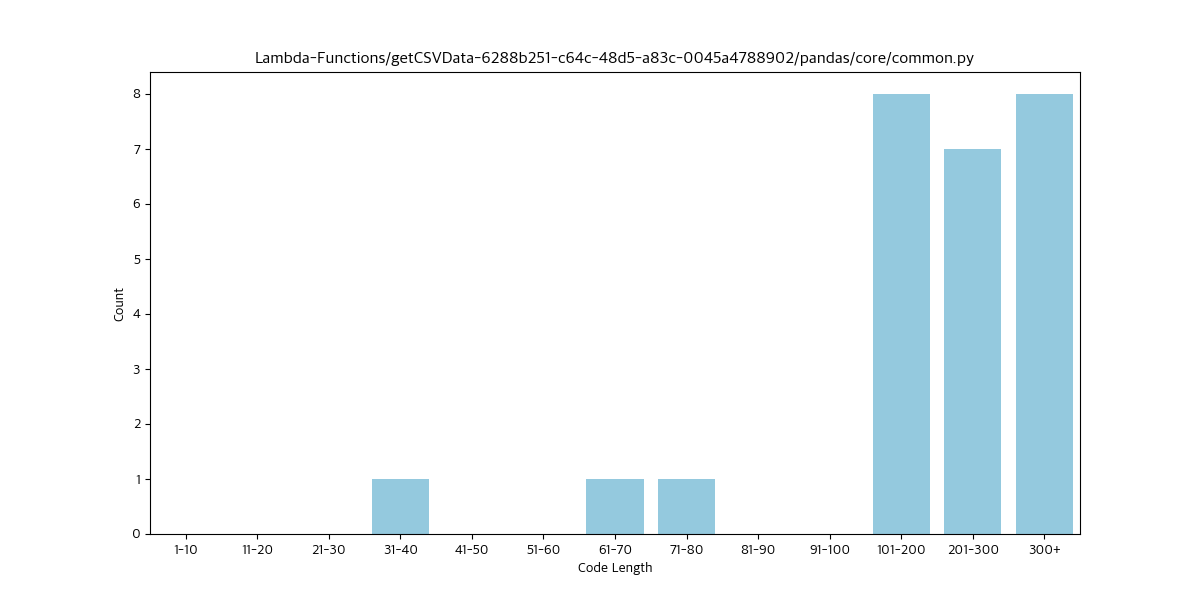 Lambda-Functions/getCSVData-6288b251-c64c-48d5-a83c-0045a4788902/pandas/core/common.py
8
7
6
5
4
3
2
1
0
Count
1-10 11-20 21-30 31-40 41-50 51-60 61-70 71-80 81-90 91-100 101-200 201-300 300+
Code Length